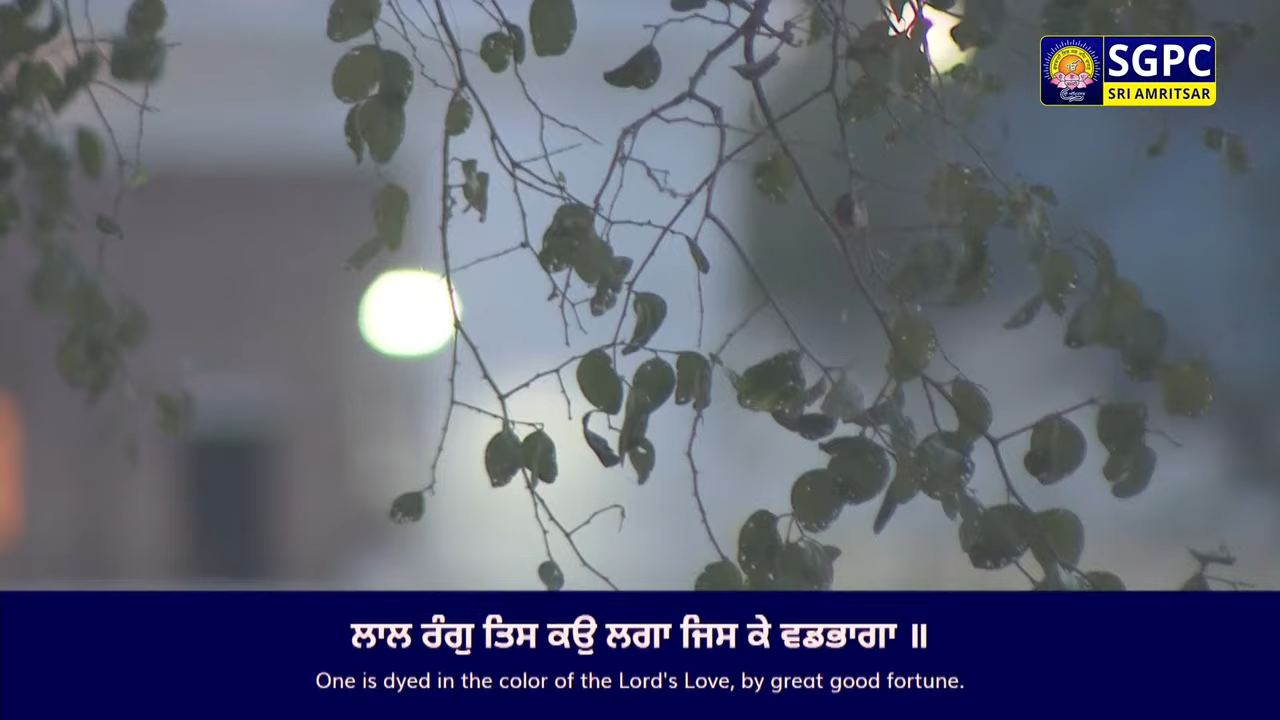 SGPC
SRI AMRITSAR
ਲਾਲ ਰੰਗੁ ਤਿਸ ਕਉ ਲਗਾ ਜਿਸ ਕੇ ਵਡਭਾਗਾ ॥
One is dyed in the color of the Lord's Love, by great good fortune.